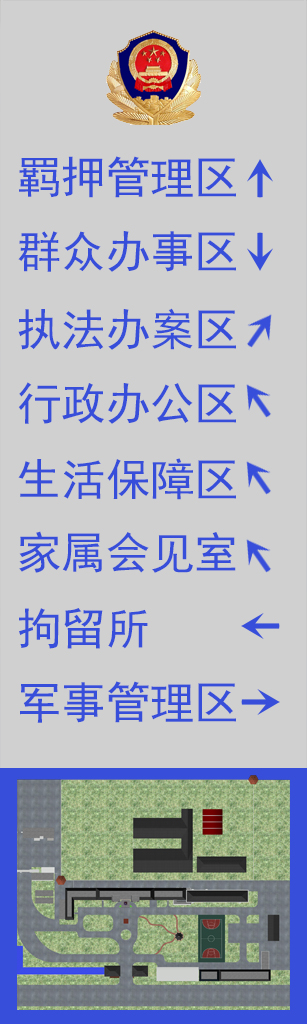 羁押管理区↑
群众办事区↓
执法办案区↗
行政办公区↖
生活保障区↖
家属会见室↖
拘留所 ←
军事管理区→